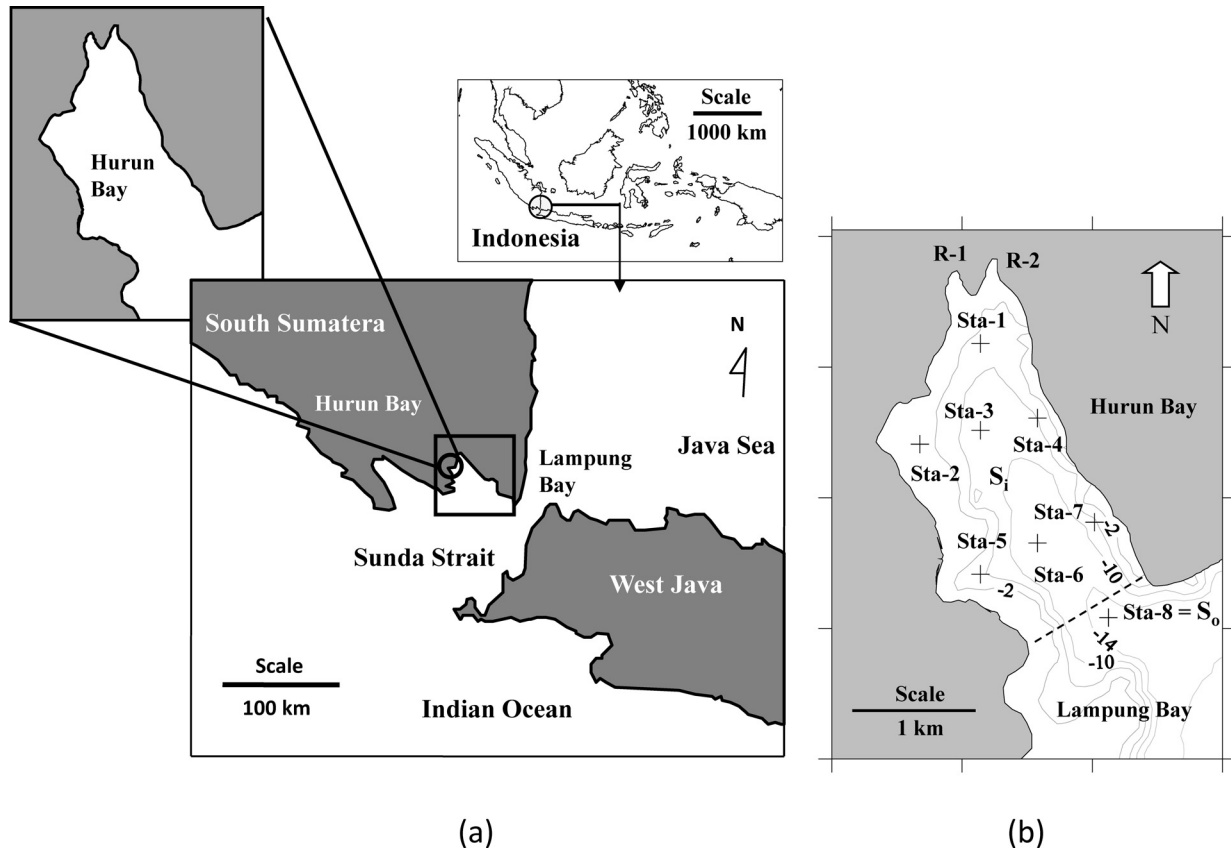 Hurun
Bay
Scale
1000 km
Indonesia
South Sumatera
N
Hurun Bay
Java Sea
Lampung
Bay
Sunda Strait
West Java
Scale
100 km
Indian Ocean
(a)
R-1
R-2
N
Sta-1
Sta-3
Hurun Bay
Sta-4
Sta-2
Si
Sta-7
-2
Sta-5
-10
Sta-6
-2
Sta-8 = So
-14
-10
Scale
1 km
Lampung Bay
(b)